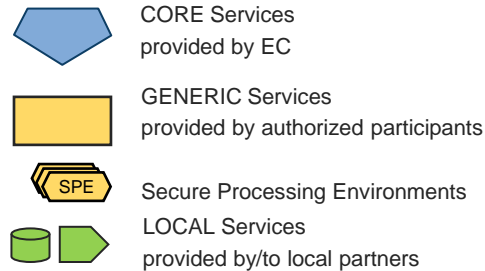 CORE Services
provided by EC
GENERIC Services
provided by authorized participants
SPE
Secure Processing Environments
LOCAL Services
provided by/to local partners